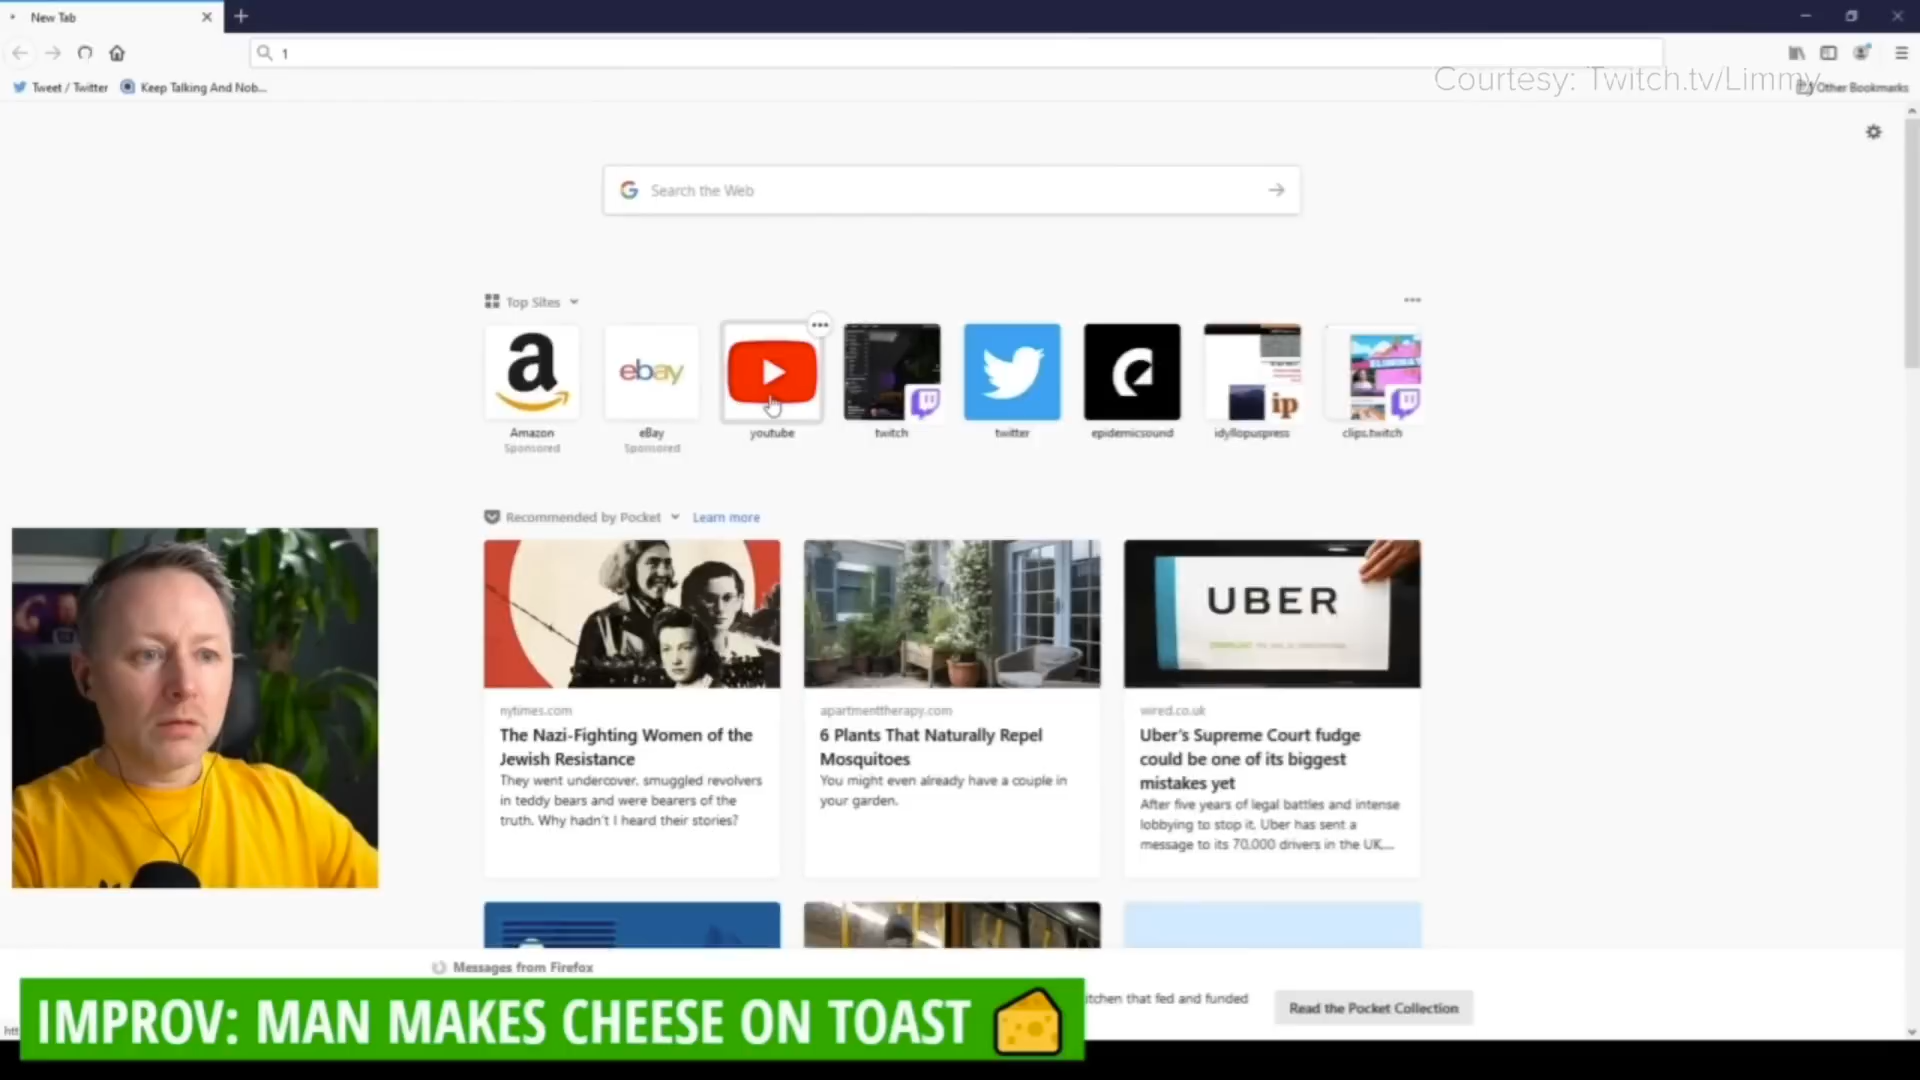 New Tab
1
Courtesy: Twitch.tv/Limmy
Tweet / Twitter
Keep Talking And Nob...
Other Bookmarks
Search the Web
Top Sites
a
ebay
ip
Amazon
Sponsored
eBay
Sponsored
youtube
twitch
twitter
epidemicsound
idyllopuspress
clips.twitch
Recommended by Pocket
Learn more
UBER
nytimes.com
The Nazi-Fighting Women of the
Jewish Resistance
They went undercover, smuggled revolvers
in teddy bears and were bearers of the
truth. Why hadn't I heard their stories?
apartmenttherapy.com
6 Plants That Naturally Repel
Mosquitoes
You might even already have a couple in
your garden.
wired.co.uk
Uber's Supreme Court fudge
could be one of its biggest
mistakes yet
After five years of legal battles and intense
lobbying to stop it, Uber has sent a
message to its 70,000 drivers in the UK,...
Messages from Firefox
that fed and funded
Read the Pocket Collection
IMPROV: MAN MAKES CHEESE ON TOAST